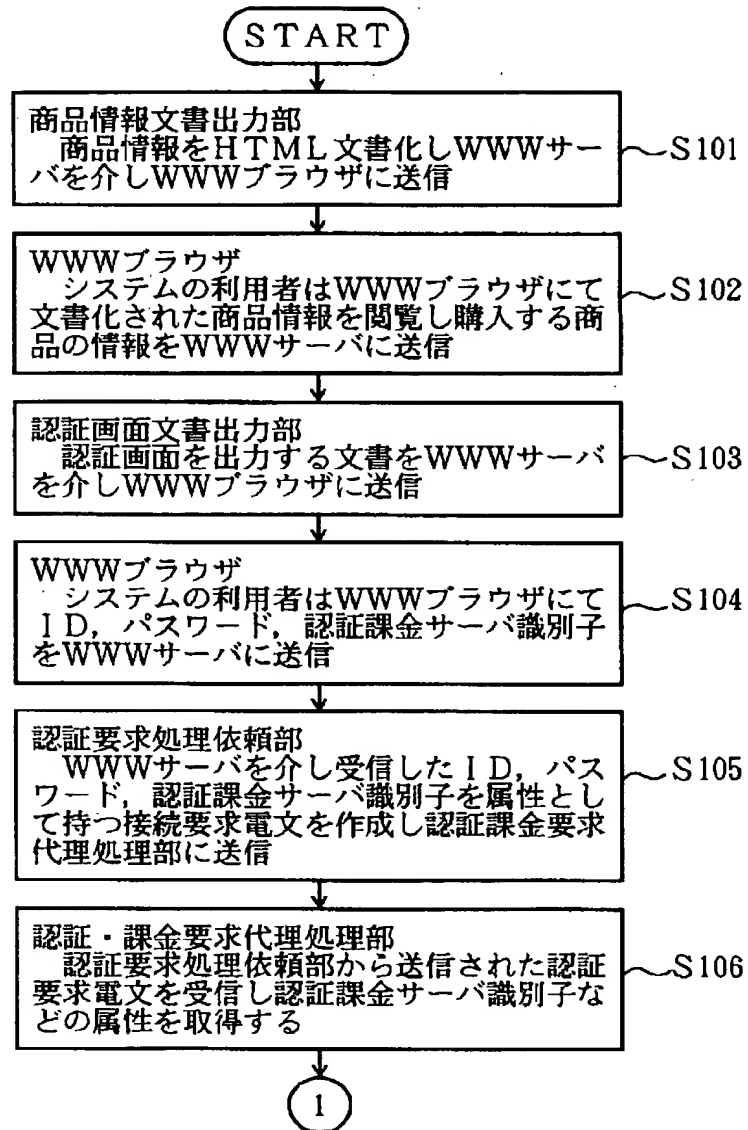 START
商品情報文書出力部
商品情報をHTML文書化しWWWサー
バを介しWWWブラウザに送信
S101
WWWブラウザ
システムの利用者はWWWブラウザにて
文書化された商品情報を閲覧し購入する商
品の情報をWWWサーバに送信
S102
認証画面文書出力部
認証画面を出力する文書をWWWサーバ
を介しWWWブラウザに送信
S103
WWWブラウザ
システムの利用者はWWWブラウザにて
ID,パスワード,認証課金サーバ識別子
をWWWサーバに送信
S104
認証要求処理依頼部
WWWサーバを介し受信したID,パス
ワード,認証課金サーバ識別子を属性とし
て持つ接続要求電文を作成し認証課金要求
代理処理部に送信
S105
認証・課金要求代理処理部
認証要求処理依頼部から送信された認証
要求電文を受信し認証課金サーバ識別子な
どの属性を取得する
S106
1